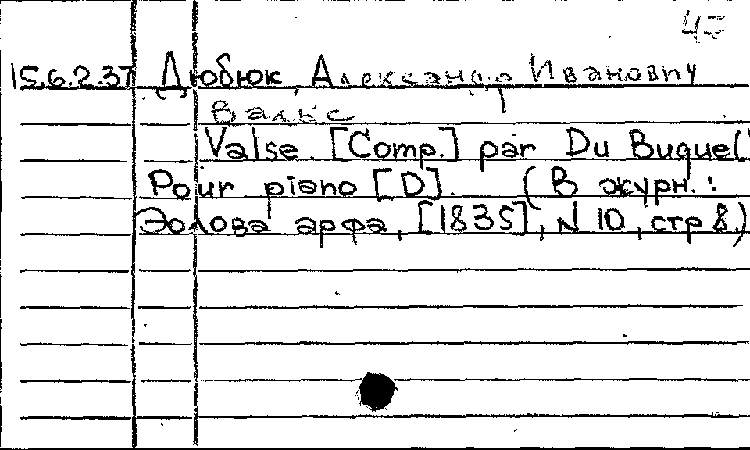 15.6.2.37 Дюбюк, Александр Иванович
Вальс
Valse. [Comp.] par Du Buque(
Pour piano [D]. (В журн.:
Эолова арфа, [1835], N 10, стр 8.)